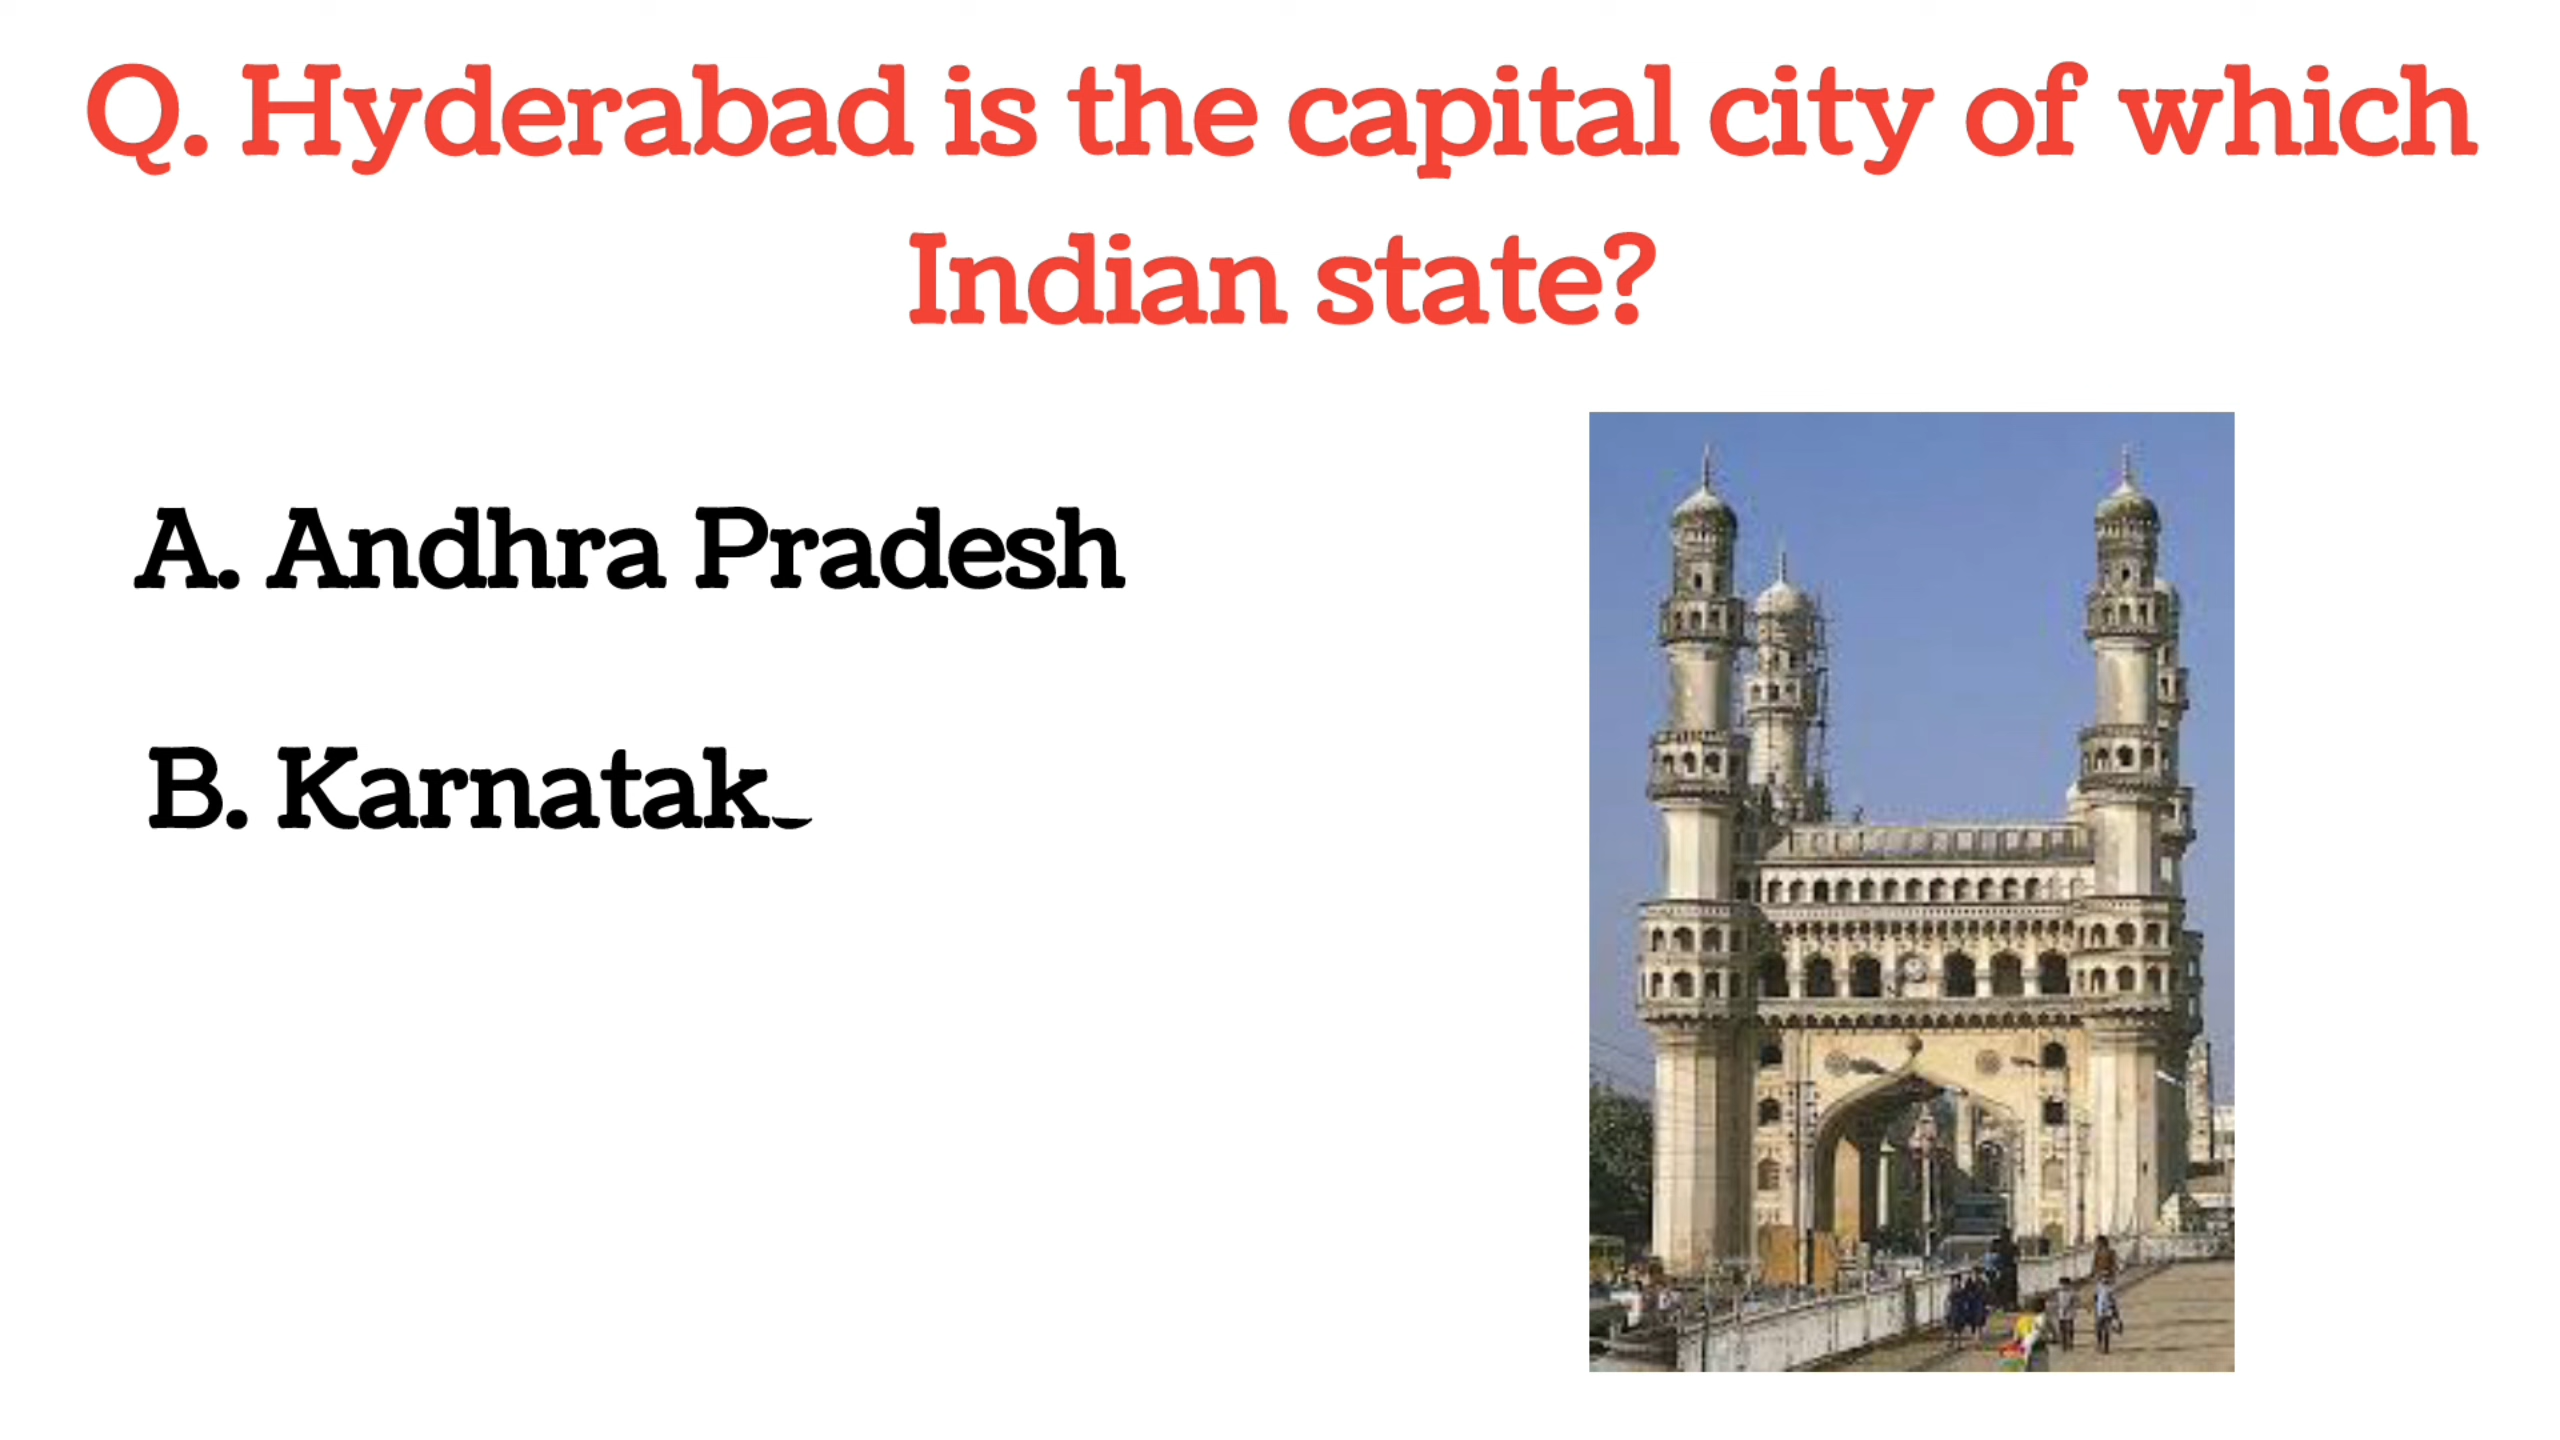 Q. Hyderabad is the capital city of which
Indian state?
A. Andhra Pradesh
B. Karnatak